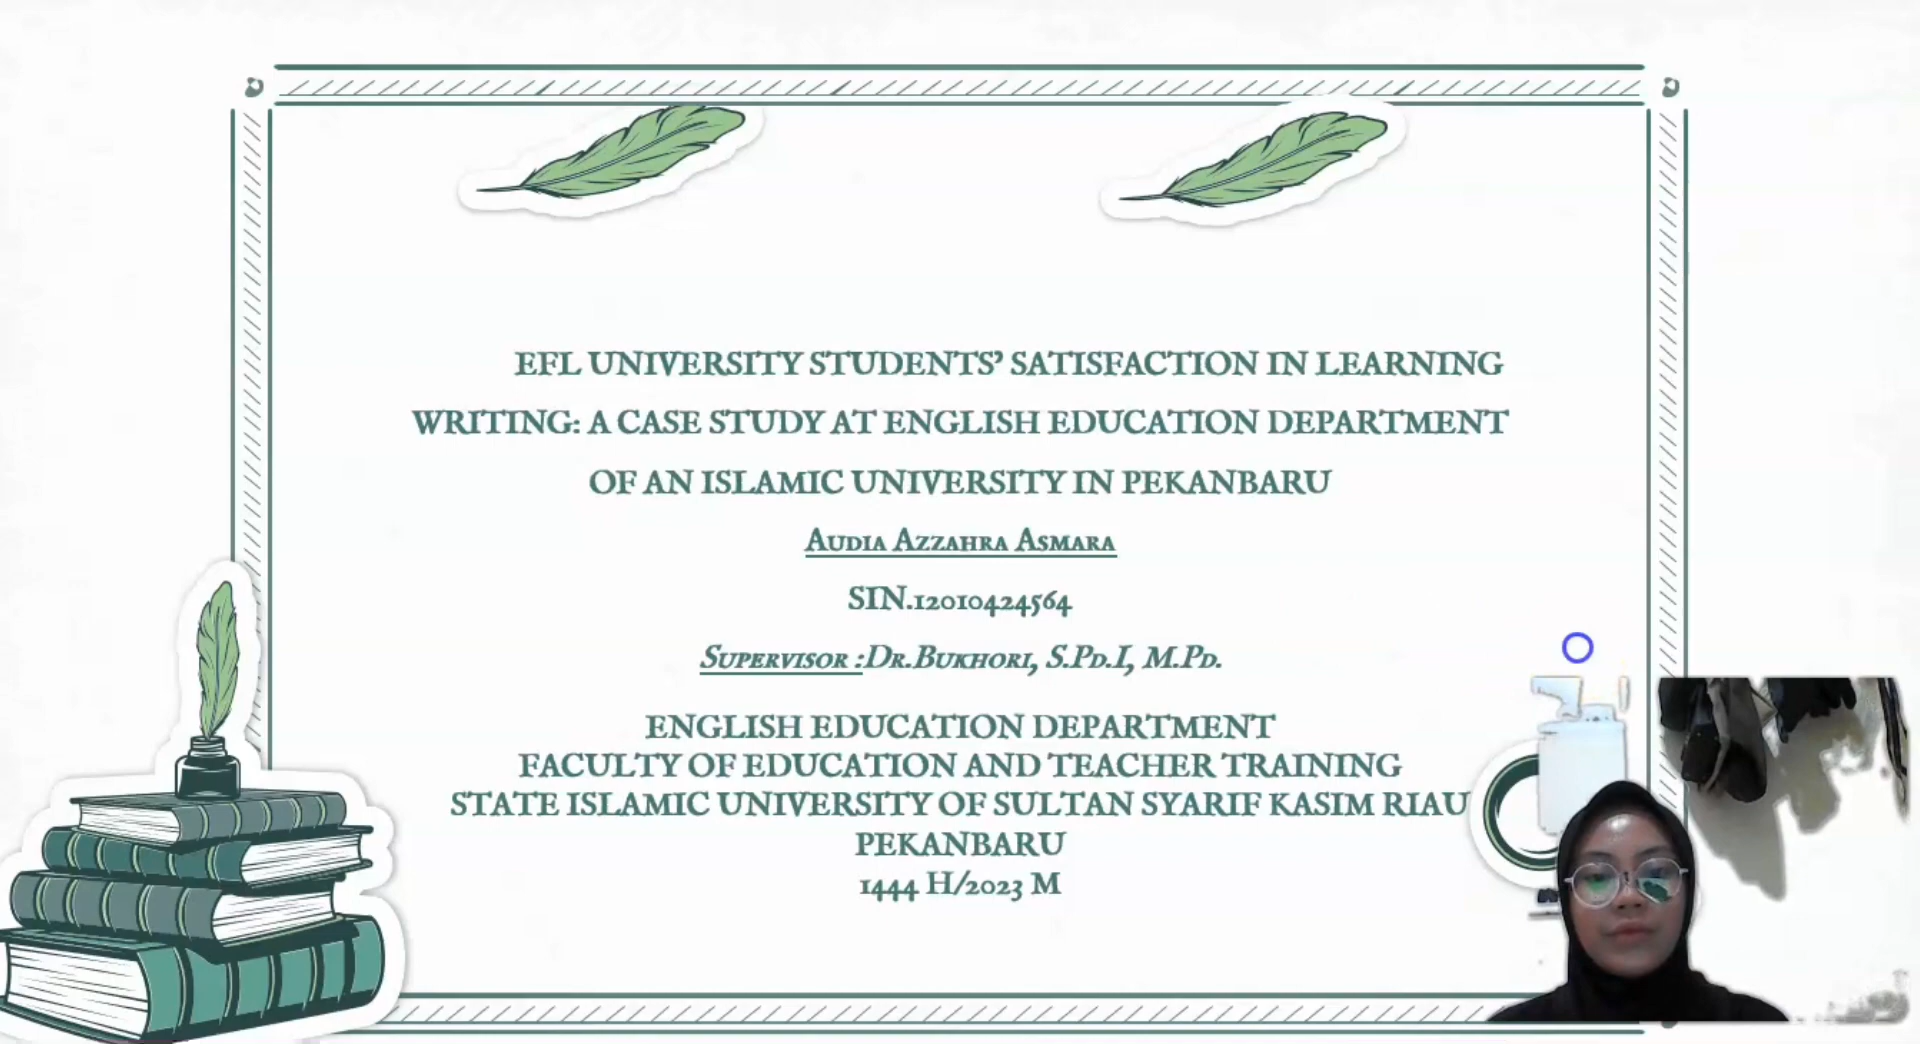 EFL UNIVERSITY STUDENTS’ SATISFACTION IN LEARNING
WRITING: A CASE STUDY AT ENGLISH EDUCATION DEPARTMENT
OF AN ISLAMIC UNIVERSITY IN PEKANBARU
AUDIA AZZAHRA ASMARA
SIN.12010424564
SUPERVISOR :DR.BUKHORI, S.PD.I, M.PD.
ENGLISH EDUCATION DEPARTMENT
FACULTY OF EDUCATION AND TEACHER TRAINING
STATE ISLAMIC UNIVERSITY OF SULTAN SYARIF KASIM RIAU
PEKANBARU
1444 H/2023 M